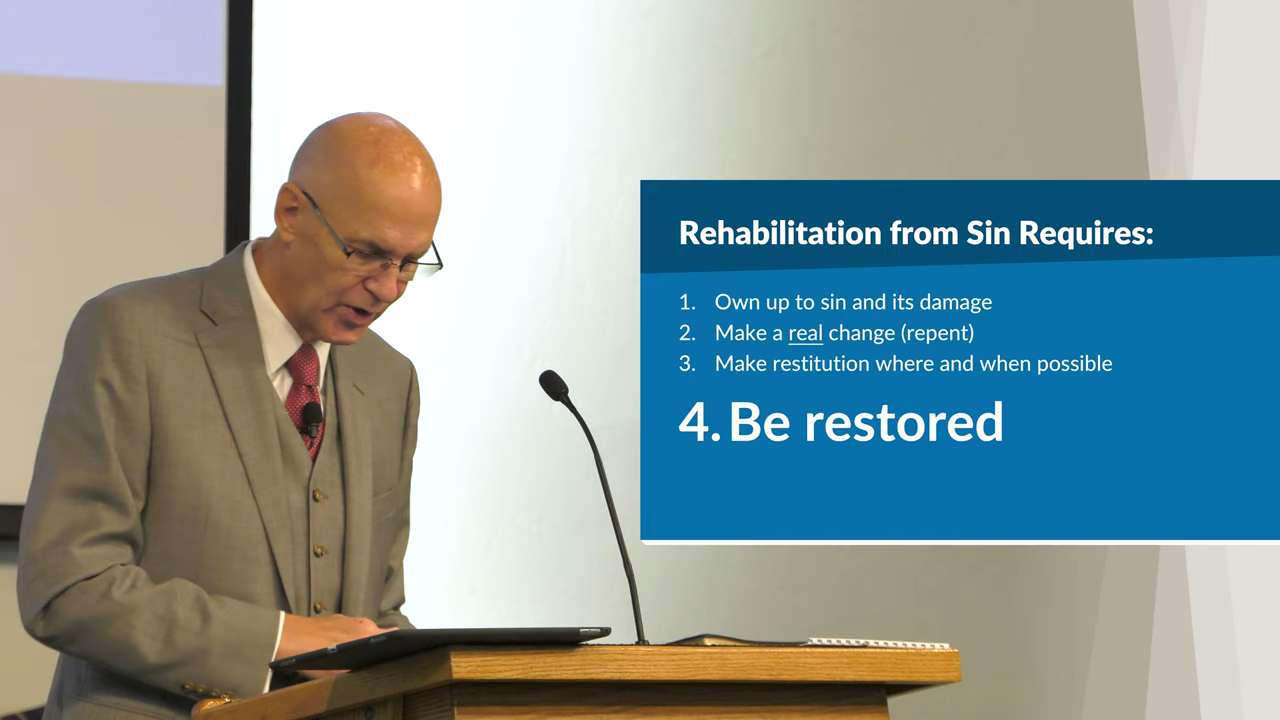 Rehabilitation from Sin Requires:
1. Own up to sin and its damage
2. Make a real change (repent)
3. Make restitution where and when possible
4. Be restored